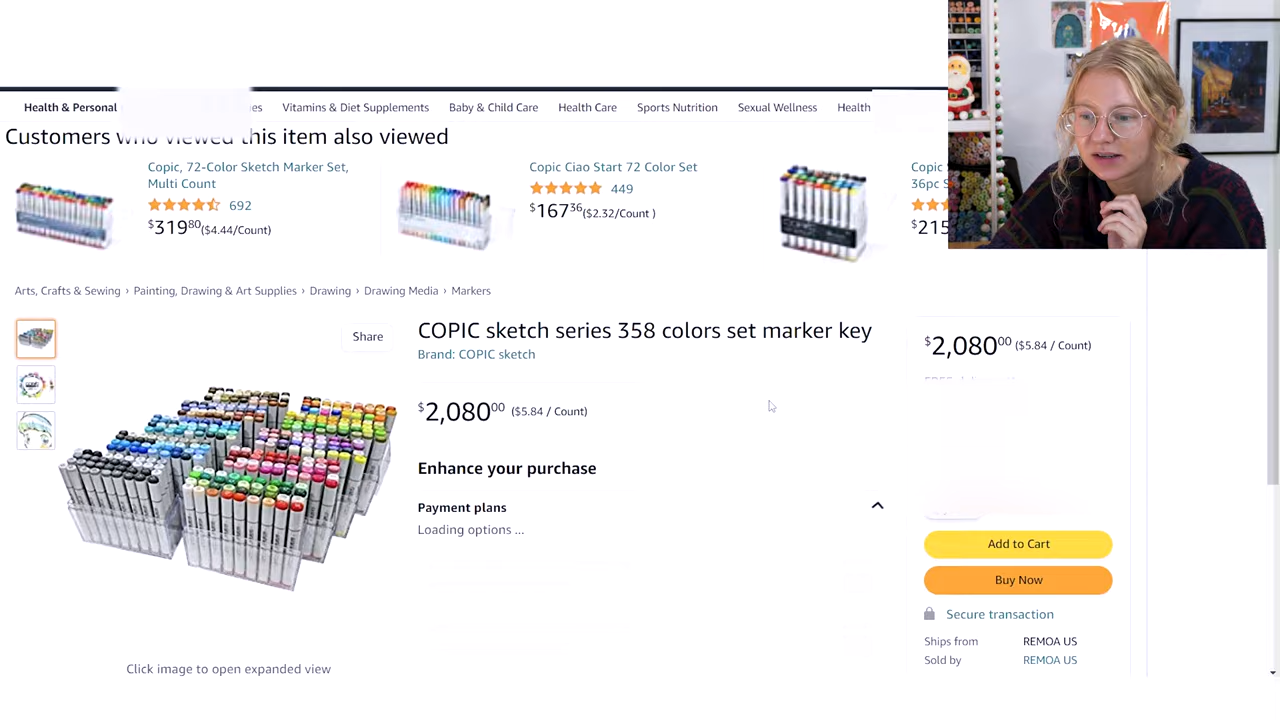 Health & Personal
es
Vitamins & Diet Supplements
Baby & Child Care
Health Care
Sports Nutrition
Sexual Wellness
Health
Customers who viewed this item also viewed
Copic, 72-Color Sketch Marker Set,
Multi Count
692
$319.80($4.44/Count)
Copic Ciao Start 72 Color Set
449
$167.36($2.32/Count )
Copic S
36pc S
$215
Arts, Crafts & Sewing › Painting, Drawing & Art Supplies › Drawing › Drawing Media › Markers
Share
Click image to open expanded view
COPIC sketch series 358 colors set marker key
Brand: COPIC sketch
$2,080.00 ($5.84 / Count)
Enhance your purchase
Payment plans
Loading options ...
$2,080.00 ($5.84 / Count)
Add to Cart
Buy Now
Secure transaction
Ships from REMOA US
Sold by REMOA US